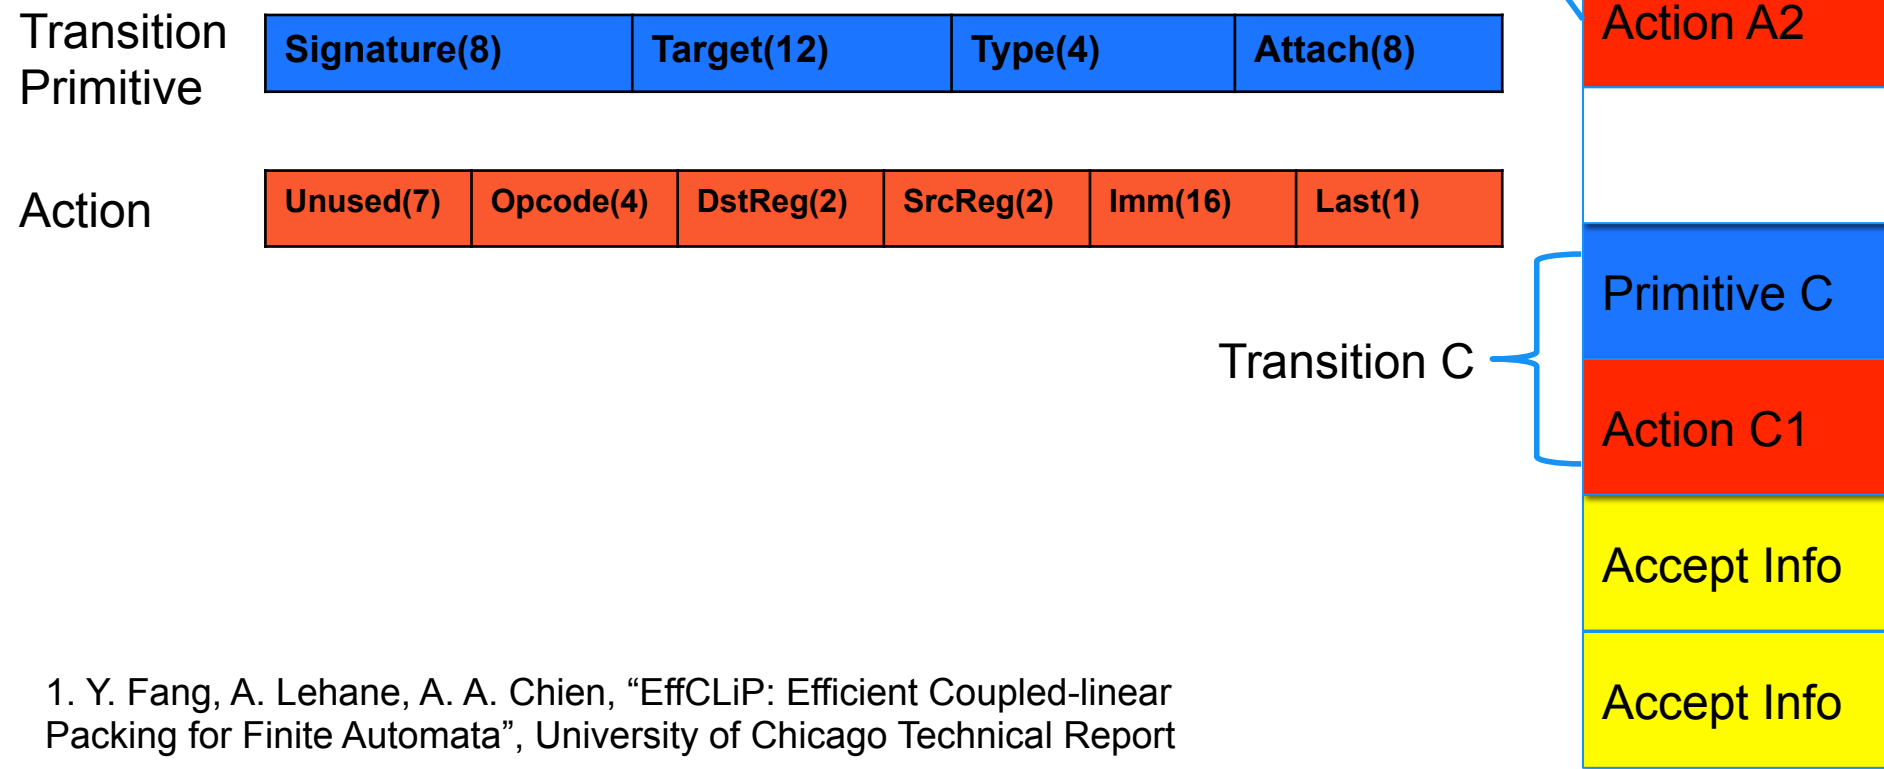 Transition
Primitive
Signature(8) Target(12) Type(4) Attach(8)
Action A2
Action
Unused(7) Opcode(4) DstReg(2) SrcReg(2) Imm(16) Last(1)
Primitive C
Transition C
Action C1
Accept Info
Accept Info
1. Y. Fang, A. Lehane, A. A. Chien, “EffCLiP: Efficient Coupled-linear
Packing for Finite Automata”, University of Chicago Technical Report